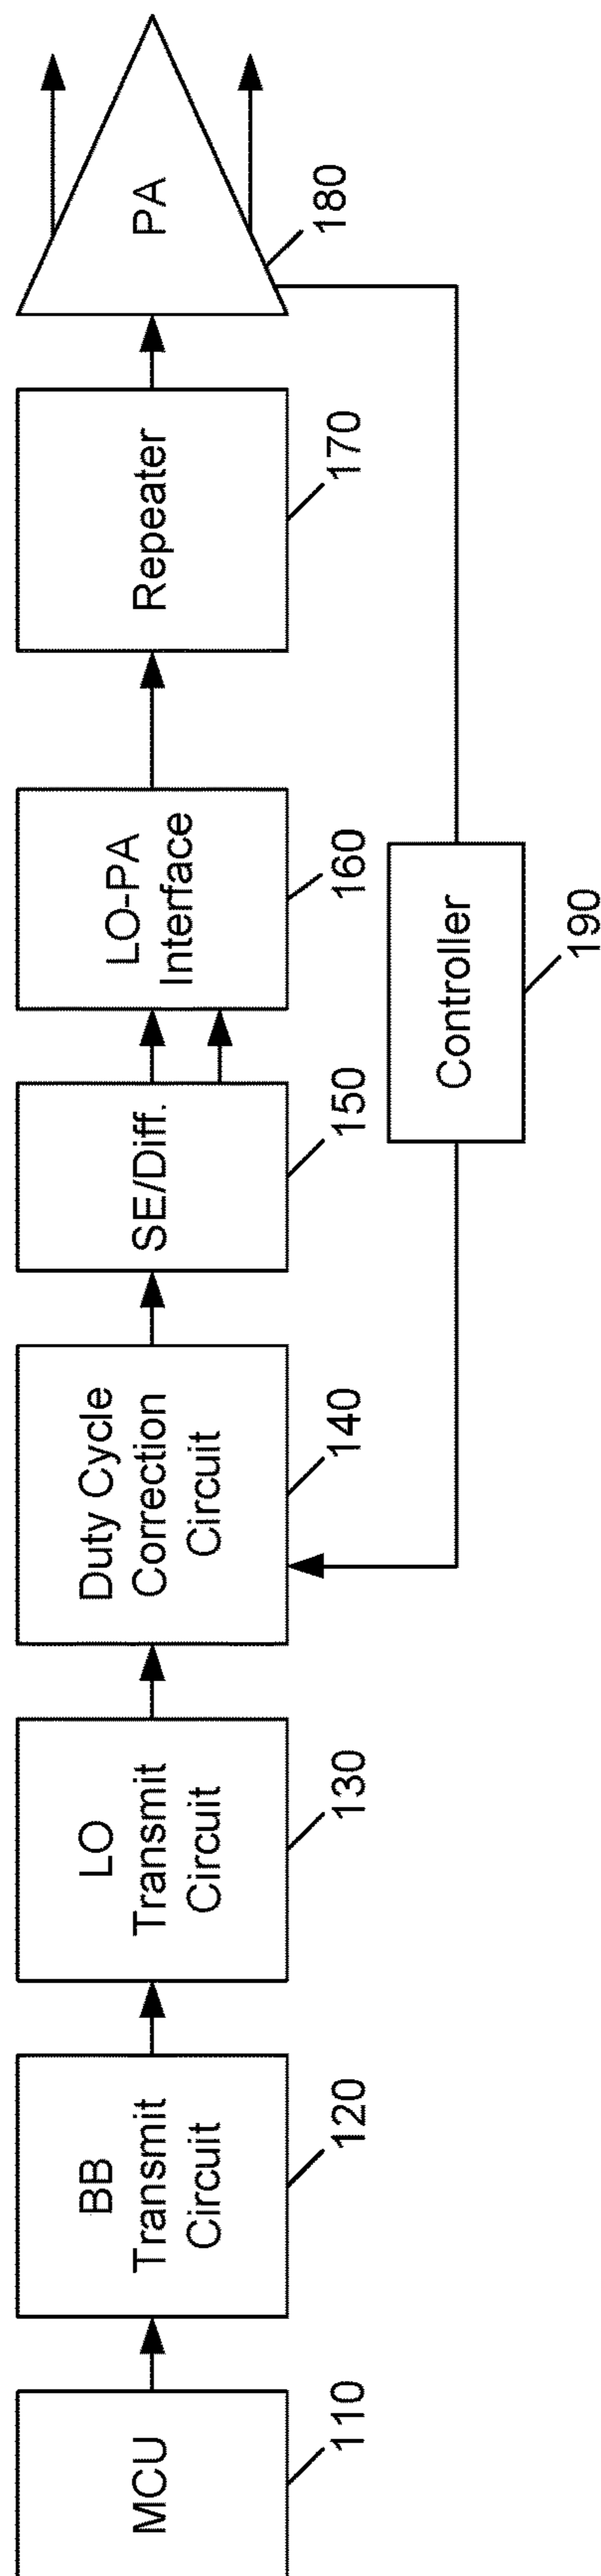 MCU
110
BB
Transmit
Circuit
120
LO
Transmit
Circuit
130
Duty Cycle
Correction
Circuit
140
SE/Diff.
150
LO-PA
Interface
160
Repeater
170
PA
180
Controller
190